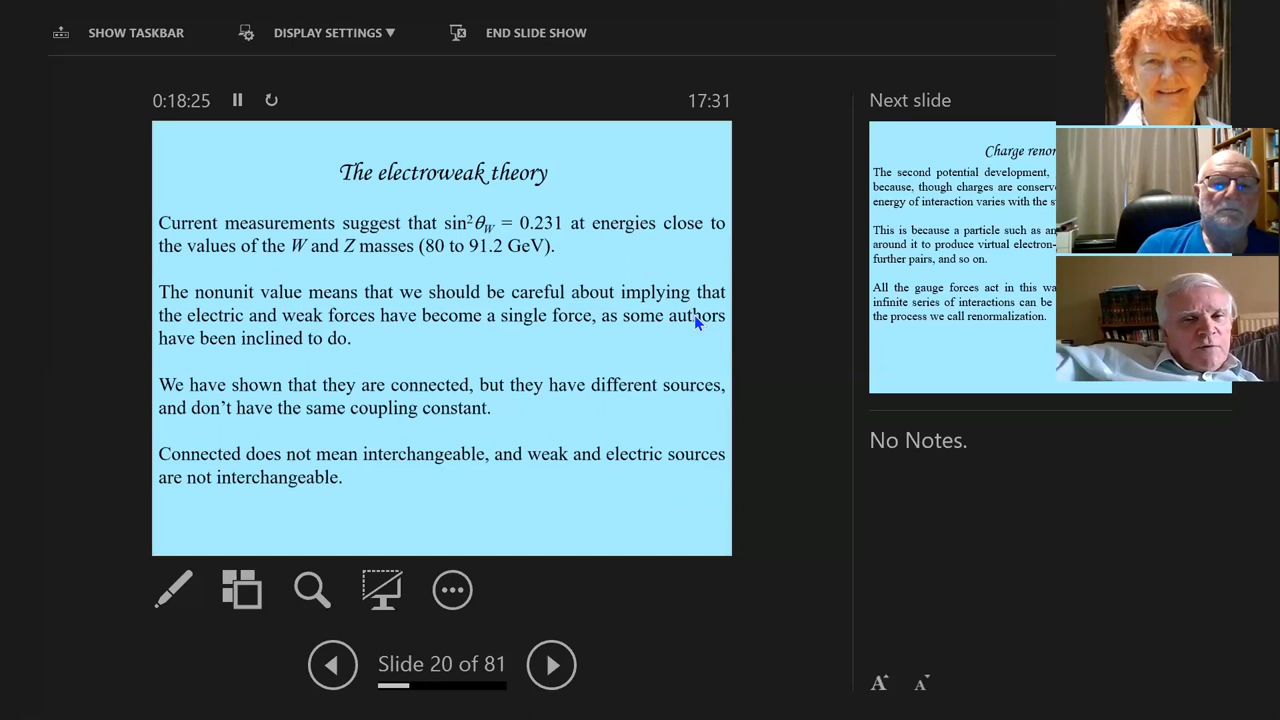 SHOW TASKBAR
DISPLAY SETTINGS ▼
END SLIDE SHOW
0:18:25
17:31
The electroweak theory
Current measurements suggest that sin²θ_W = 0.231 at energies close to
the values of the W and Z masses (80 to 91.2 GeV).
The nonunit value means that we should be careful about implying that
the electric and weak forces have become a single force, as some authors
have been inclined to do.
We have shown that they are connected, but they have different sources,
and don't have the same coupling constant.
Connected does not mean interchangeable, and weak and electric sources
are not interchangeable.
Slide 20 of 81
Next slide
Charge
The second potential development,
because, though charges are
energy of interaction varies with the
This is because a particle such as
around it to produce virtual electron-
further pairs, and so on.
All the gauge forces act in this
infinite series of interactions can be
the process we call renormalization.
No Notes.
A A